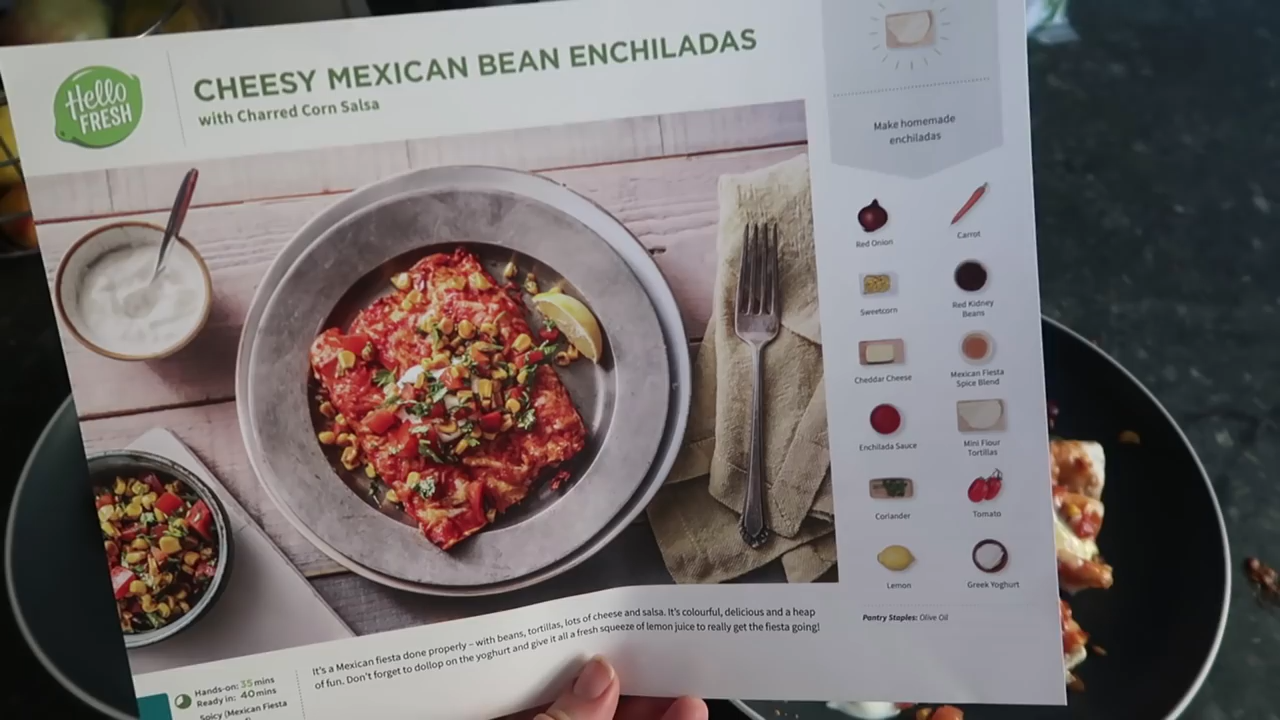 Hello
FRESH
CHEESY MEXICAN BEAN ENCHILADAS
with Charred Corn Salsa
Make homemade
enchiladas
Red Onion
Carrot
Sweetcorn
Red Kidney
Beans
Cheddar Cheese
Mexican Fiesta
Spice Blend
Enchilada Sauce
Mini Flour
Tortillas
Coriander
Tomato
Lemon
Greek Yoghurt
Pantry Staples: Olive Oil
It's a Mexican fiesta done properly – with beans, tortillas, lots of cheese and salsa. It's colourful, delicious and a heap
of fun. Don't forget to dollop on the yoghurt and give it all a fresh squeeze of lemon juice to really get the fiesta going!
Hands-on: 35 mins
Ready in: 40 mins
Spicy (Mexican Fiesta